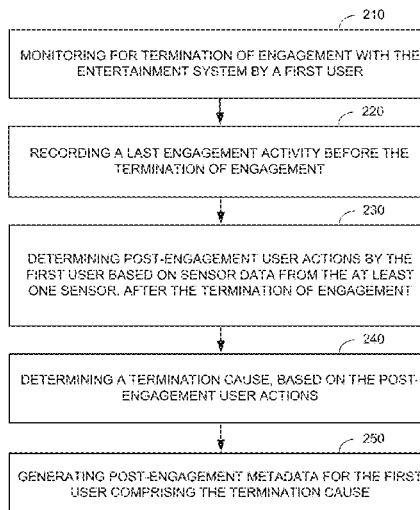 210
MONITORING FOR TERMINATION OF ENGAGEMENT WITH THE
ENTERTAINMENT SYSTEM BY A FIRST USER
220
RECORDING A LAST ENGAGEMENT ACTIVITY BEFORE THE
TERMINATION OF ENGAGEMENT
230
DETERMINING POST-ENGAGEMENT USER ACTIONS BY THE
FIRST USER BASED ON SENSOR DATA FROM THE AT LEAST
ONE SENSOR, AFTER THE TERMINATION OF ENGAGEMENT
240
DETERMINING A TERMINATION CAUSE, BASED ON THE POST-
ENGAGEMENT USER ACTIONS
250
GENERATING POST-ENGAGEMENT METADATA FOR THE FIRST
USER COMPRISING THE TERMINATION CAUSE